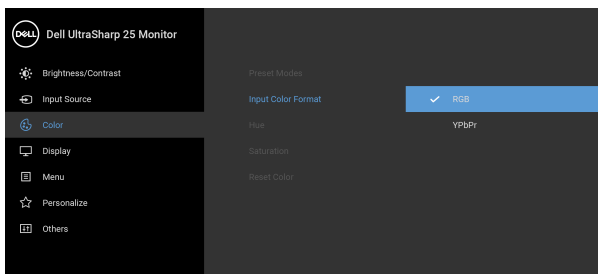 DELL Dell UltraSharp 25 Monitor
Brightness/Contrast
Input Source
Color
Display
Menu
Personalize
Others
Preset Modes
Input Color Format
Hue
Saturation
Reset Color
RGB
YPbPr